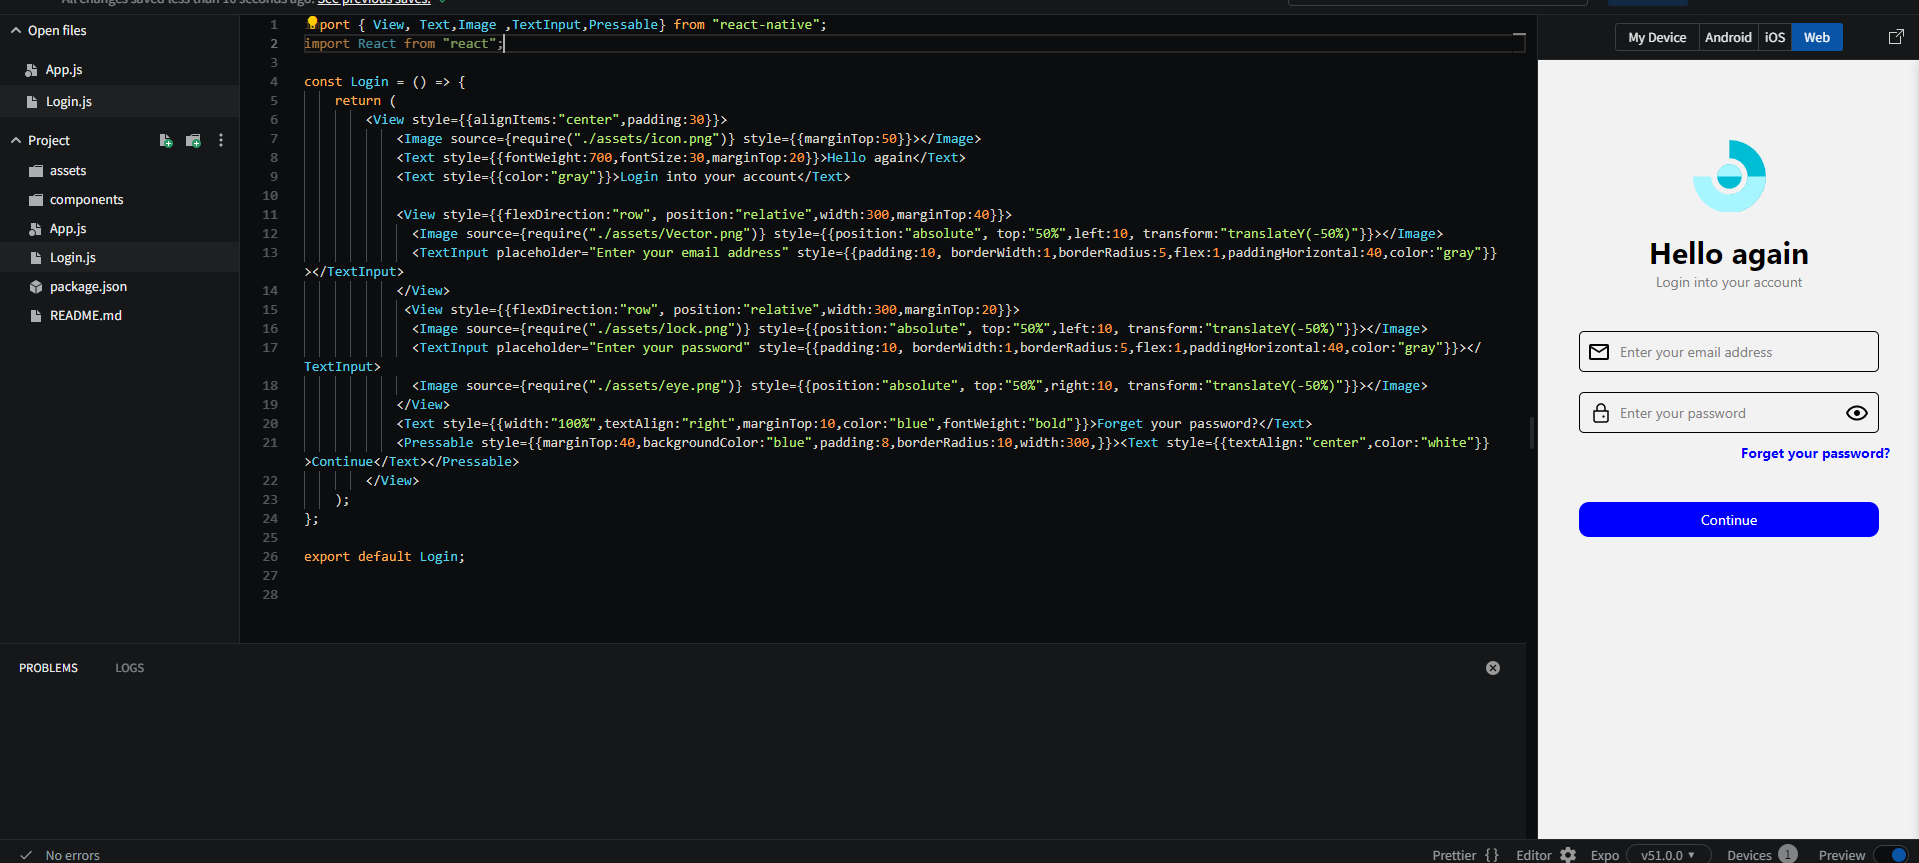 All changes saved less than 10 seconds ago. See previous saves.
Open files
App.js
Login.js
Project
assets
components
App.js
Login.js
package.json
README.md
1 import { View, Text,Image ,TextInput,Pressable} from "react-native";
2 import React from "react";
3
4 const Login = () => {
5 return (
6 <View style={{alignItems:"center",padding:30}}>
7 <Image source={require("./assets/icon.png")} style={{marginTop:50}}></Image>
8 <Text style={{fontWeight:700,fontSize:30,marginTop:20}}>Hello again</Text>
9 <Text style={{color:"gray"}}>Login into your account</Text>
10
11 <View style={{flexDirection:"row", position:"relative",width:300,marginTop:40}}>
12 <Image source={require("./assets/Vector.png")} style={{position:"absolute", top:"50%",left:10, transform:"translateY(-50%)"}}></Image>
13 <TextInput placeholder="Enter your email address" style={{padding:10, borderWidth:1,borderRadius:5,flex:1,paddingHorizontal:40,color:"gray"}}
></TextInput>
14 </View>
15 <View style={{flexDirection:"row", position:"relative",width:300,marginTop:20}}>
16 <Image source={require("./assets/lock.png")} style={{position:"absolute", top:"50%",left:10, transform:"translateY(-50%)"}}></Image>
17 <TextInput placeholder="Enter your password" style={{padding:10, borderWidth:1,borderRadius:5,flex:1,paddingHorizontal:40,color:"gray"}}></
TextInput>
18 <Image source={require("./assets/eye.png")} style={{position:"absolute", top:"50%",right:10, transform:"translateY(-50%)"}}></Image>
19 </View>
20 <Text style={{width:"100%",textAlign:"right",marginTop:10,color:"blue",fontWeight:"bold"}}>Forget your password?</Text>
21 <Pressable style={{marginTop:40,backgroundColor:"blue",padding:8,borderRadius:10,width:300,}}><Text style={{textAlign:"center",color:"white"}}
>Continue</Text></Pressable>
22 </View>
23 );
24 };
25
26 export default Login;
27
28
PROBLEMS LOGS
My Device Android iOS Web
Hello again
Login into your account
Enter your email address
Enter your password
Forget your password?
Continue
No errors
Prettier {} Editor Expo v51.0.0 Devices 1 Preview